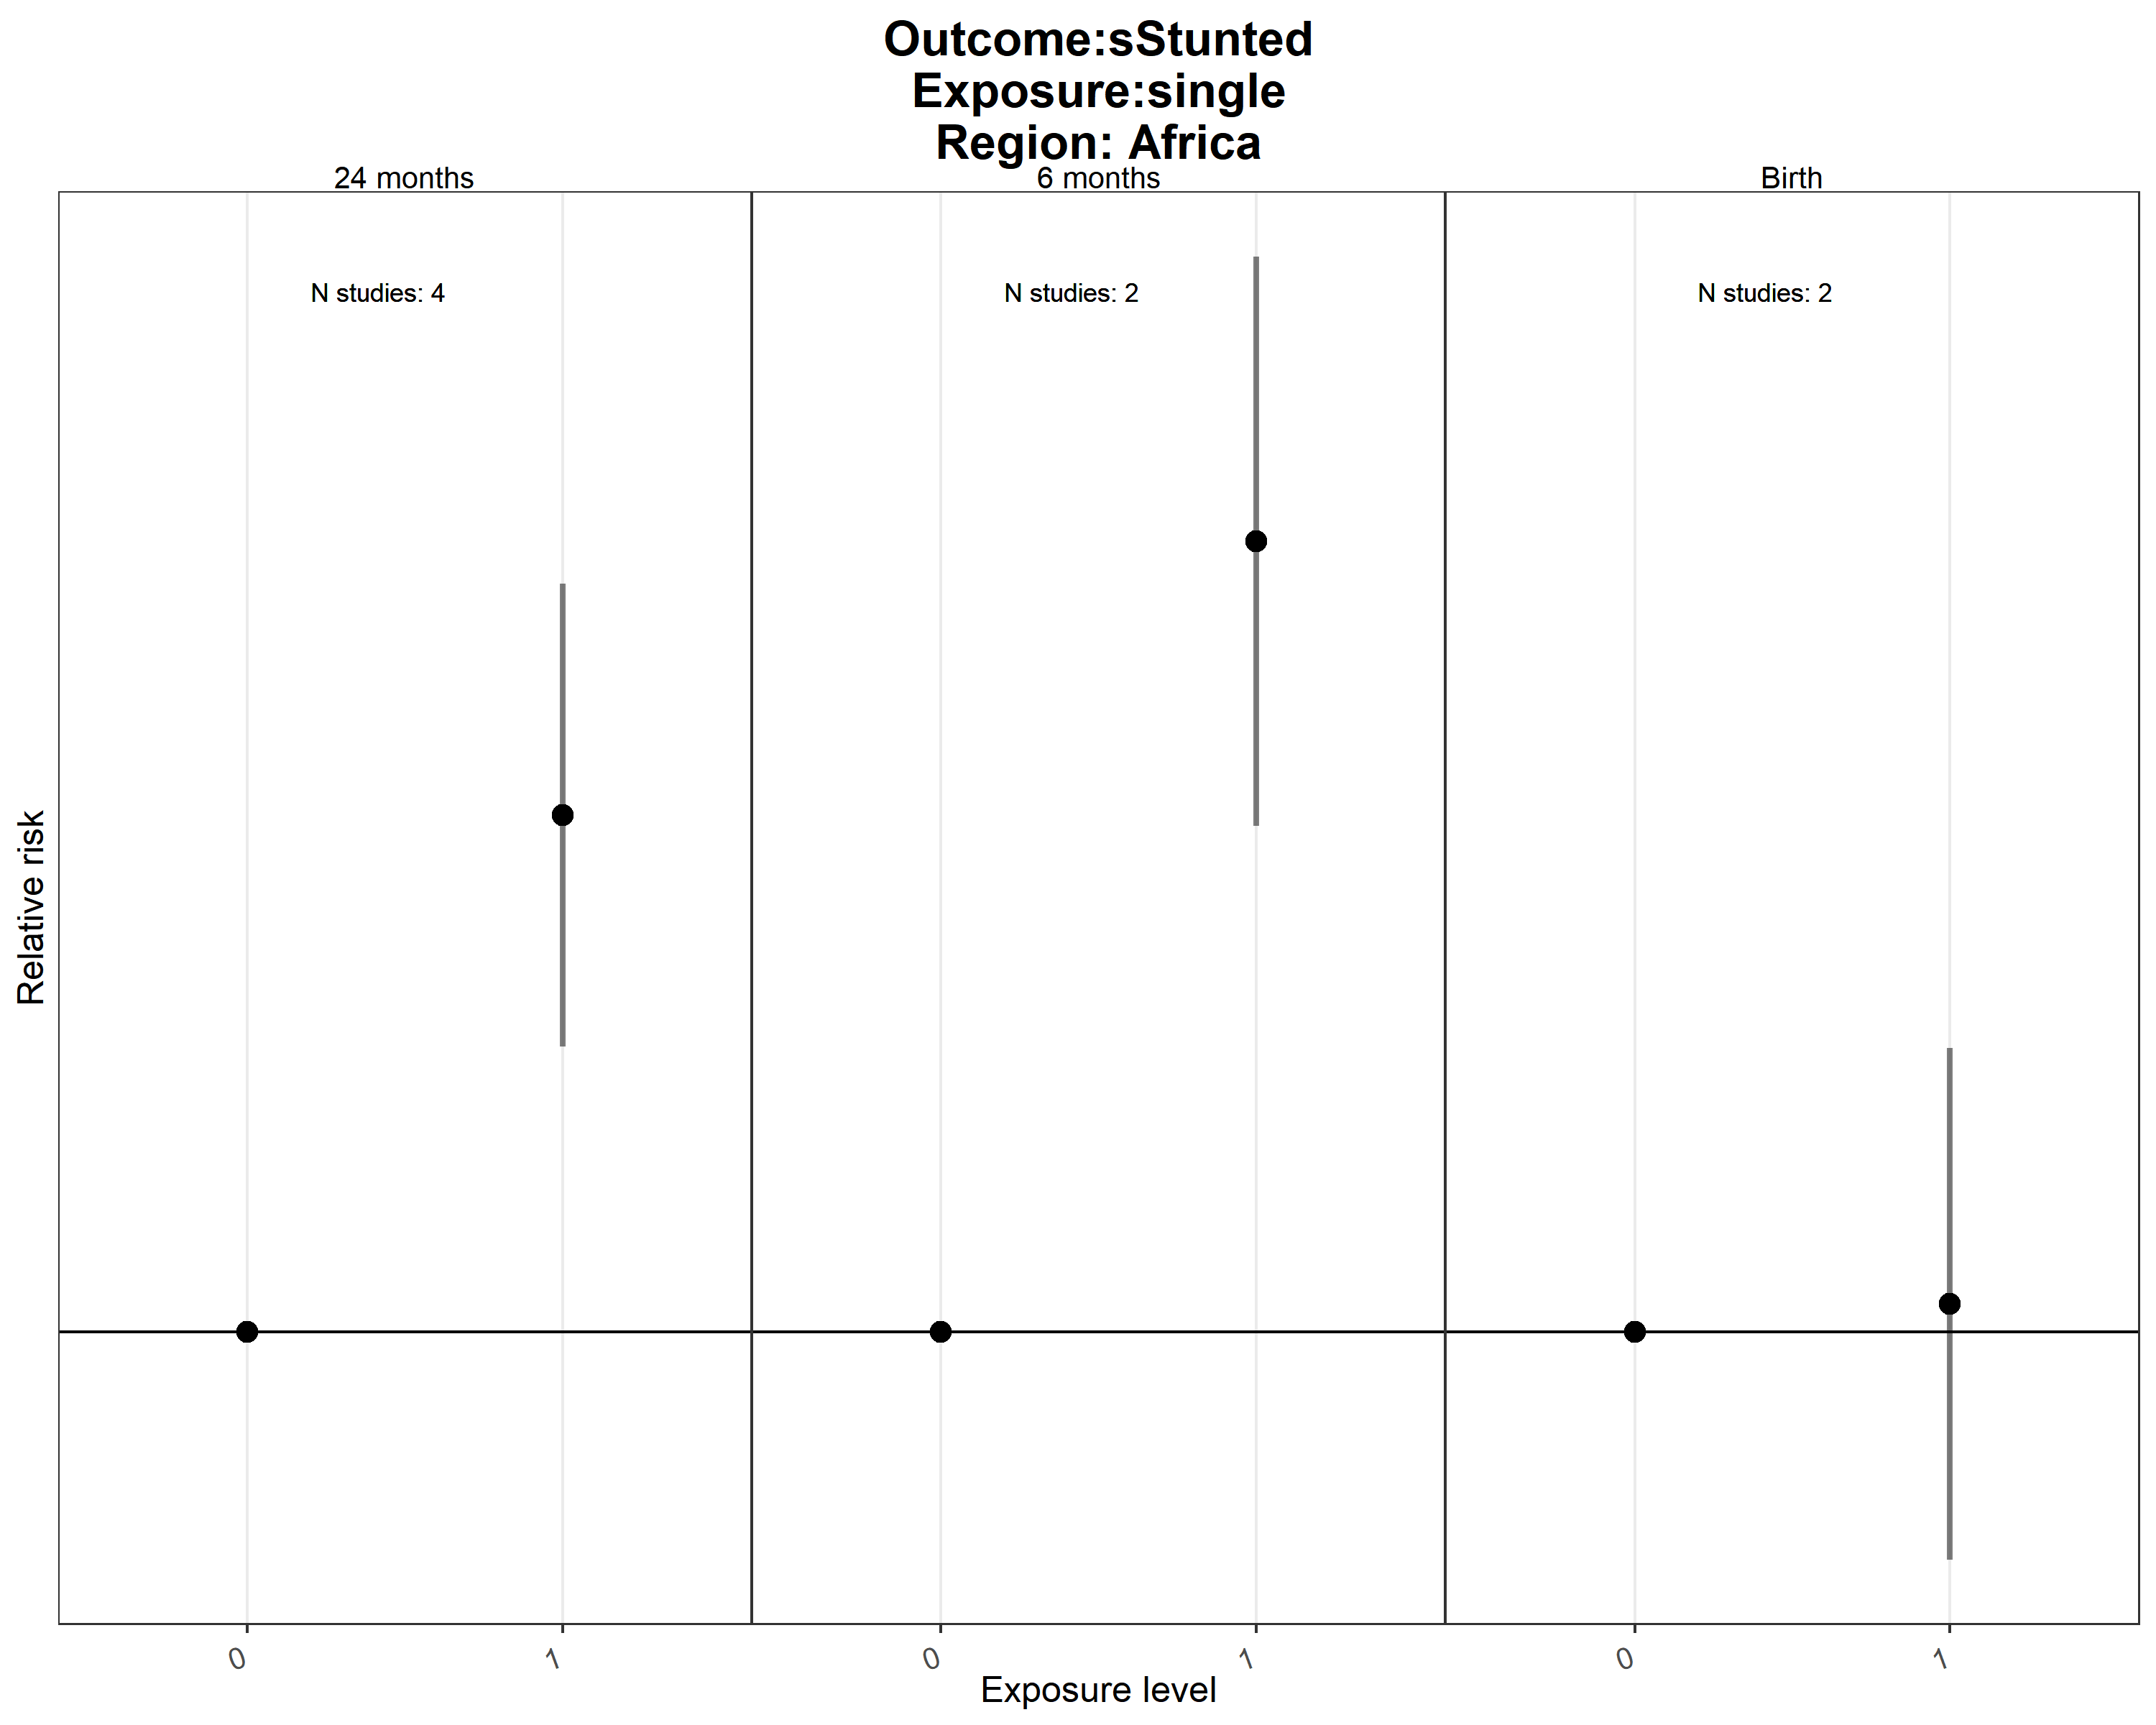 Outcome:sStunted
Exposure:single
Region: Africa
24 months
6 months
Birth
N studies: 4
N studies: 2
N studies: 2
Relative risk
0
1
0
1
0
1
Exposure level